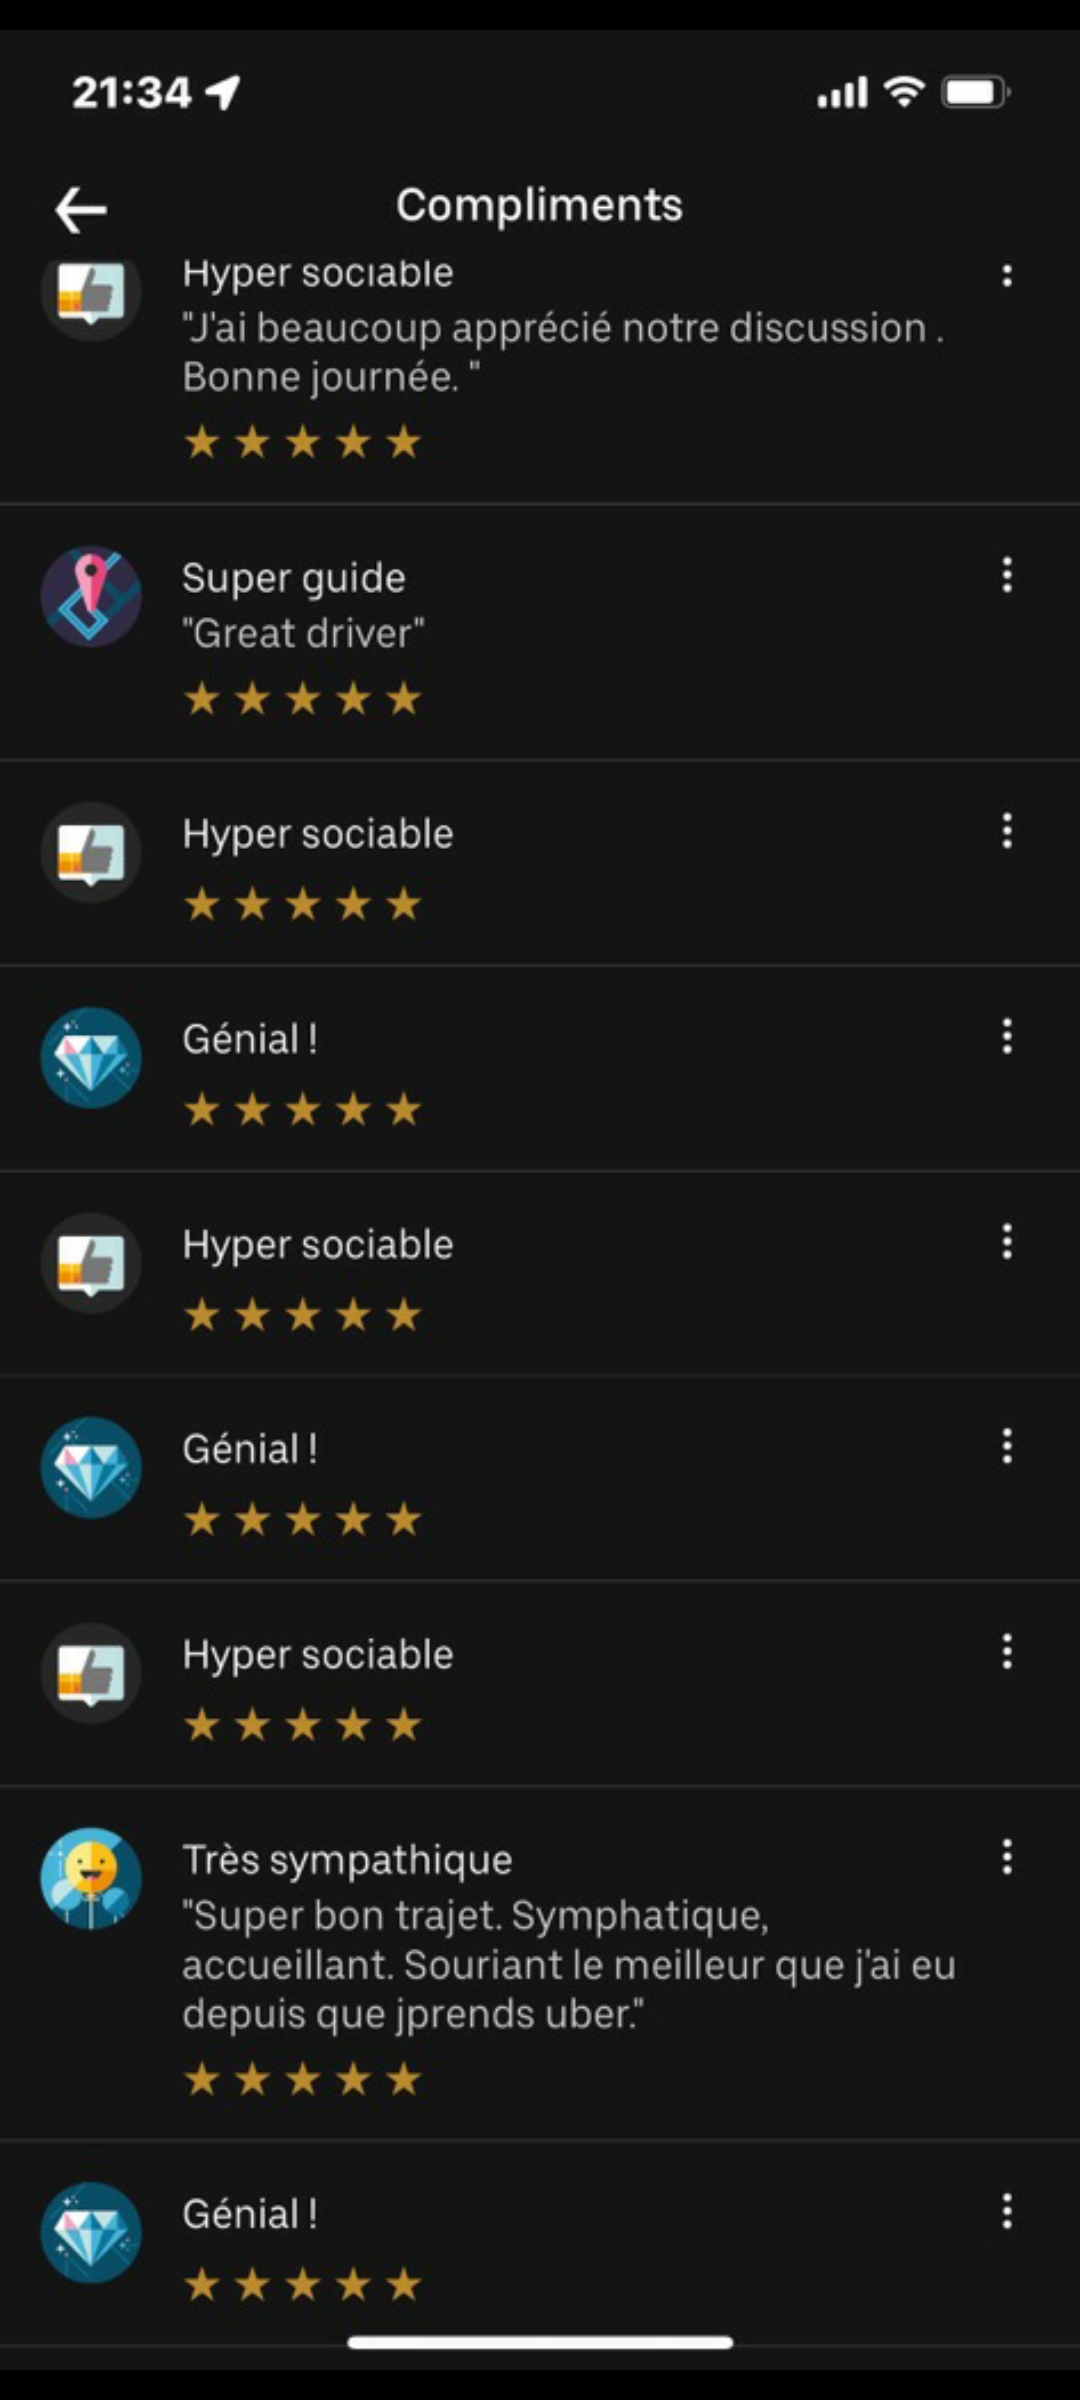 21:34
Compliments
Hyper sociable
"J'ai beaucoup apprécié notre discussion .
Bonne journée. "
Super guide
"Great driver"
Hyper sociable
Génial !
Hyper sociable
Génial !
Hyper sociable
Très sympathique
"Super bon trajet. Symphatique,
accueillant. Souriant le meilleur que j'ai eu
depuis que jprends uber."
Génial !